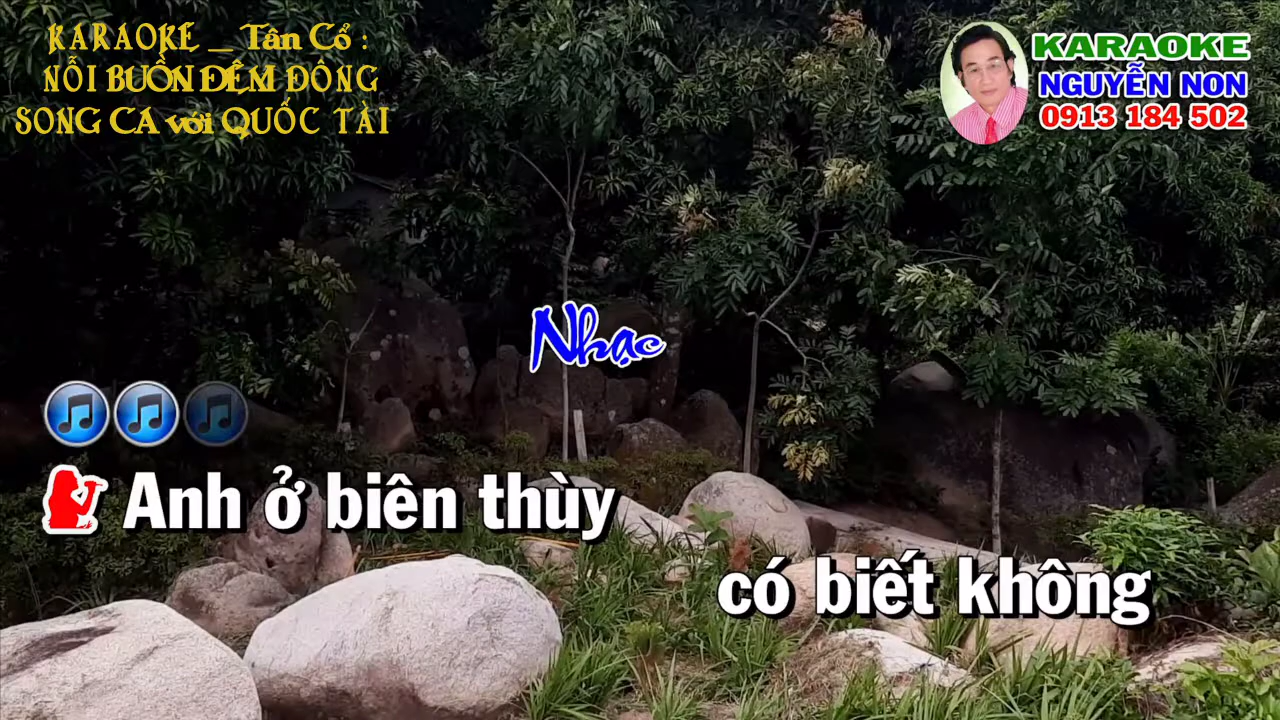 KARAOKE _ Tân Cổ :
NỖI BUỒN ĐÊM ĐÔNG
SONG CA với QUỐC TÀI
KARAOKE
NGUYỄN NON
0913 184 502
Nhạc
Anh ở biên thùy
có biết không